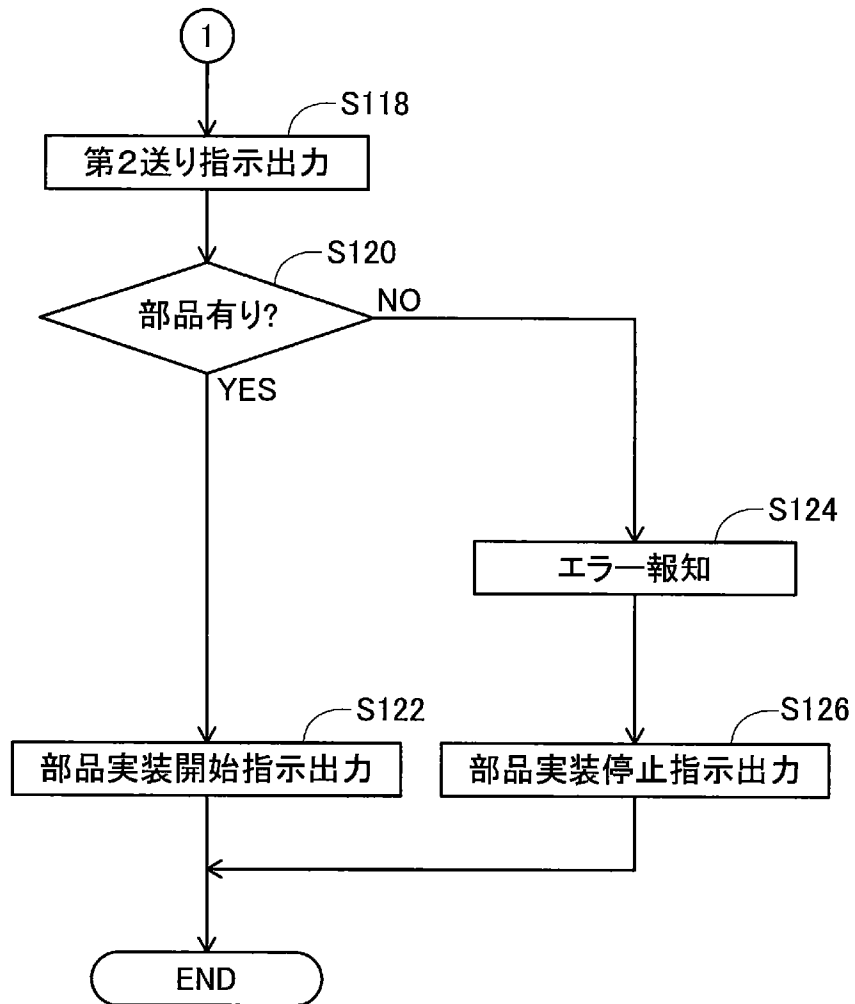 1
S118
第2送り指示出力
S120
部品有り?
NO
YES
S124
エラー報知
S122
S126
部品実装開始指示出力
部品実装停止指示出力
END